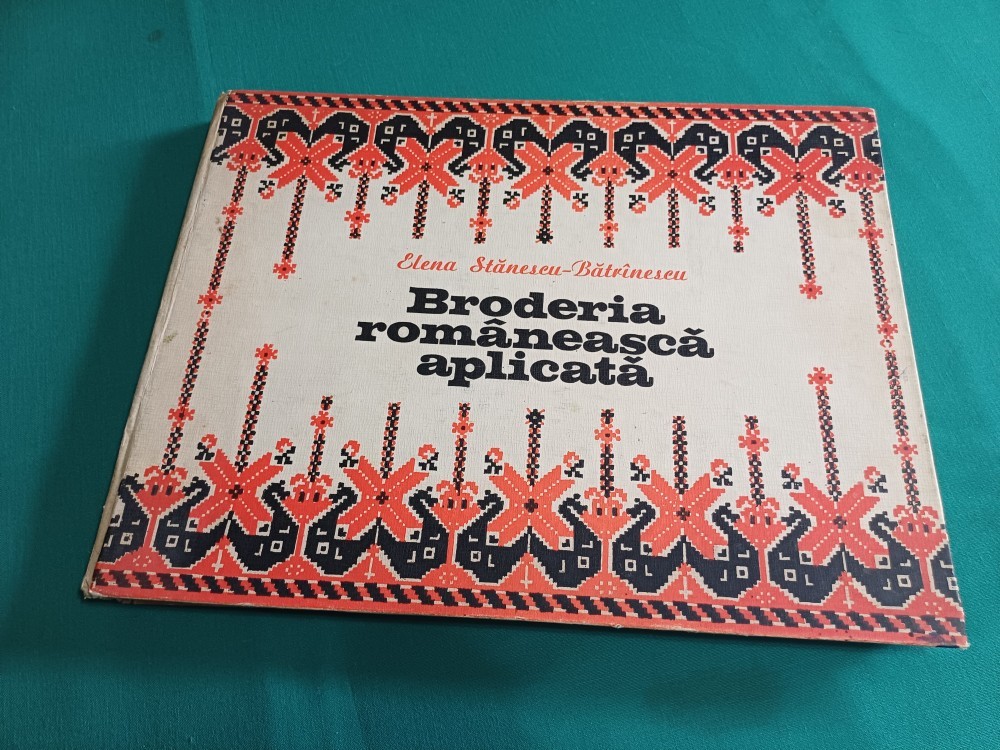 Elena Stănescu-Bătrînescu
Broderia
românească
aplicată